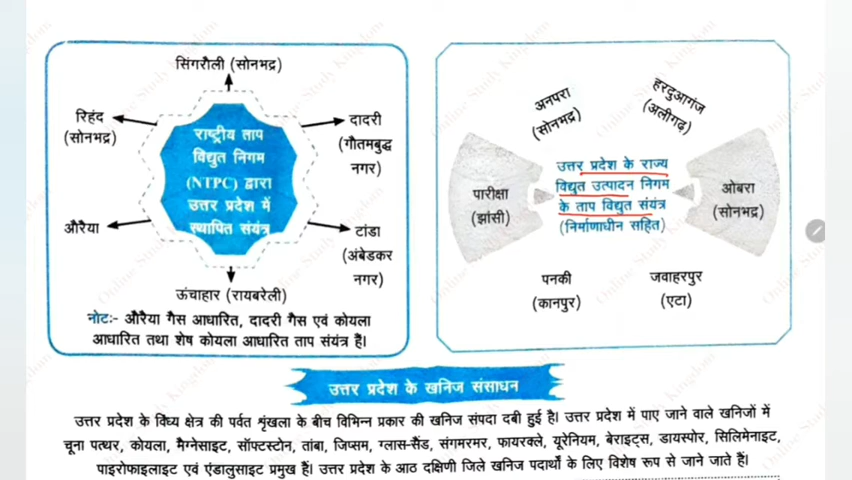 सिंगरौली (सोनभद्र)
रिहंद
(सोनभद्र)
दादरी
(गौतमबुद्ध
नगर)
राष्ट्रीय ताप
विद्युत निगम
(NTPC) द्वारा
उत्तर प्रदेश में
स्थापित संयंत्र
औरैया
टांडा
(अंबेडकर
नगर)
ऊंचाहार (रायबरेली)
नोटः- औरैया गैस आधारित, दादरी गैस एवं कोयला
आधारित तथा शेष कोयला आधारित ताप संयंत्र हैं।
अनपरा
(सोनभद्र)
हरदुआगंज
(अलीगढ़)
पारीक्षा
(झांसी)
उत्तर प्रदेश के राज्य
विद्युत उत्पादन निगम
के ताप विद्युत संयंत्र
(निर्माणाधीन सहित)
ओबरा
(सोनभद्र)
पनकी
(कानपुर)
जवाहरपुर
(एटा)
उत्तर प्रदेश के खनिज संसाधन
उत्तर प्रदेश के विंध्य क्षेत्र की पर्वत शृंखला के बीच विभिन्न प्रकार की खनिज संपदा दबी हुई है। उत्तर प्रदेश में पाए जाने वाले खनिजों में
चूना पत्थर, कोयला, मैग्नेसाइट, सॉफ्टस्टोन, तांबा, जिप्सम, ग्लास-सैंड, संगमरमर, फायरक्ले, यूरेनियम, बेराइट्स, डायस्पोर, सिलिमेनाइट,
पाइरोफाइलाइट एवं एंडालुसाइट प्रमुख हैं। उत्तर प्रदेश के आठ दक्षिणी जिले खनिज पदार्थों के लिए विशेष रूप से जाने जाते हैं।
Online Study Kingdom